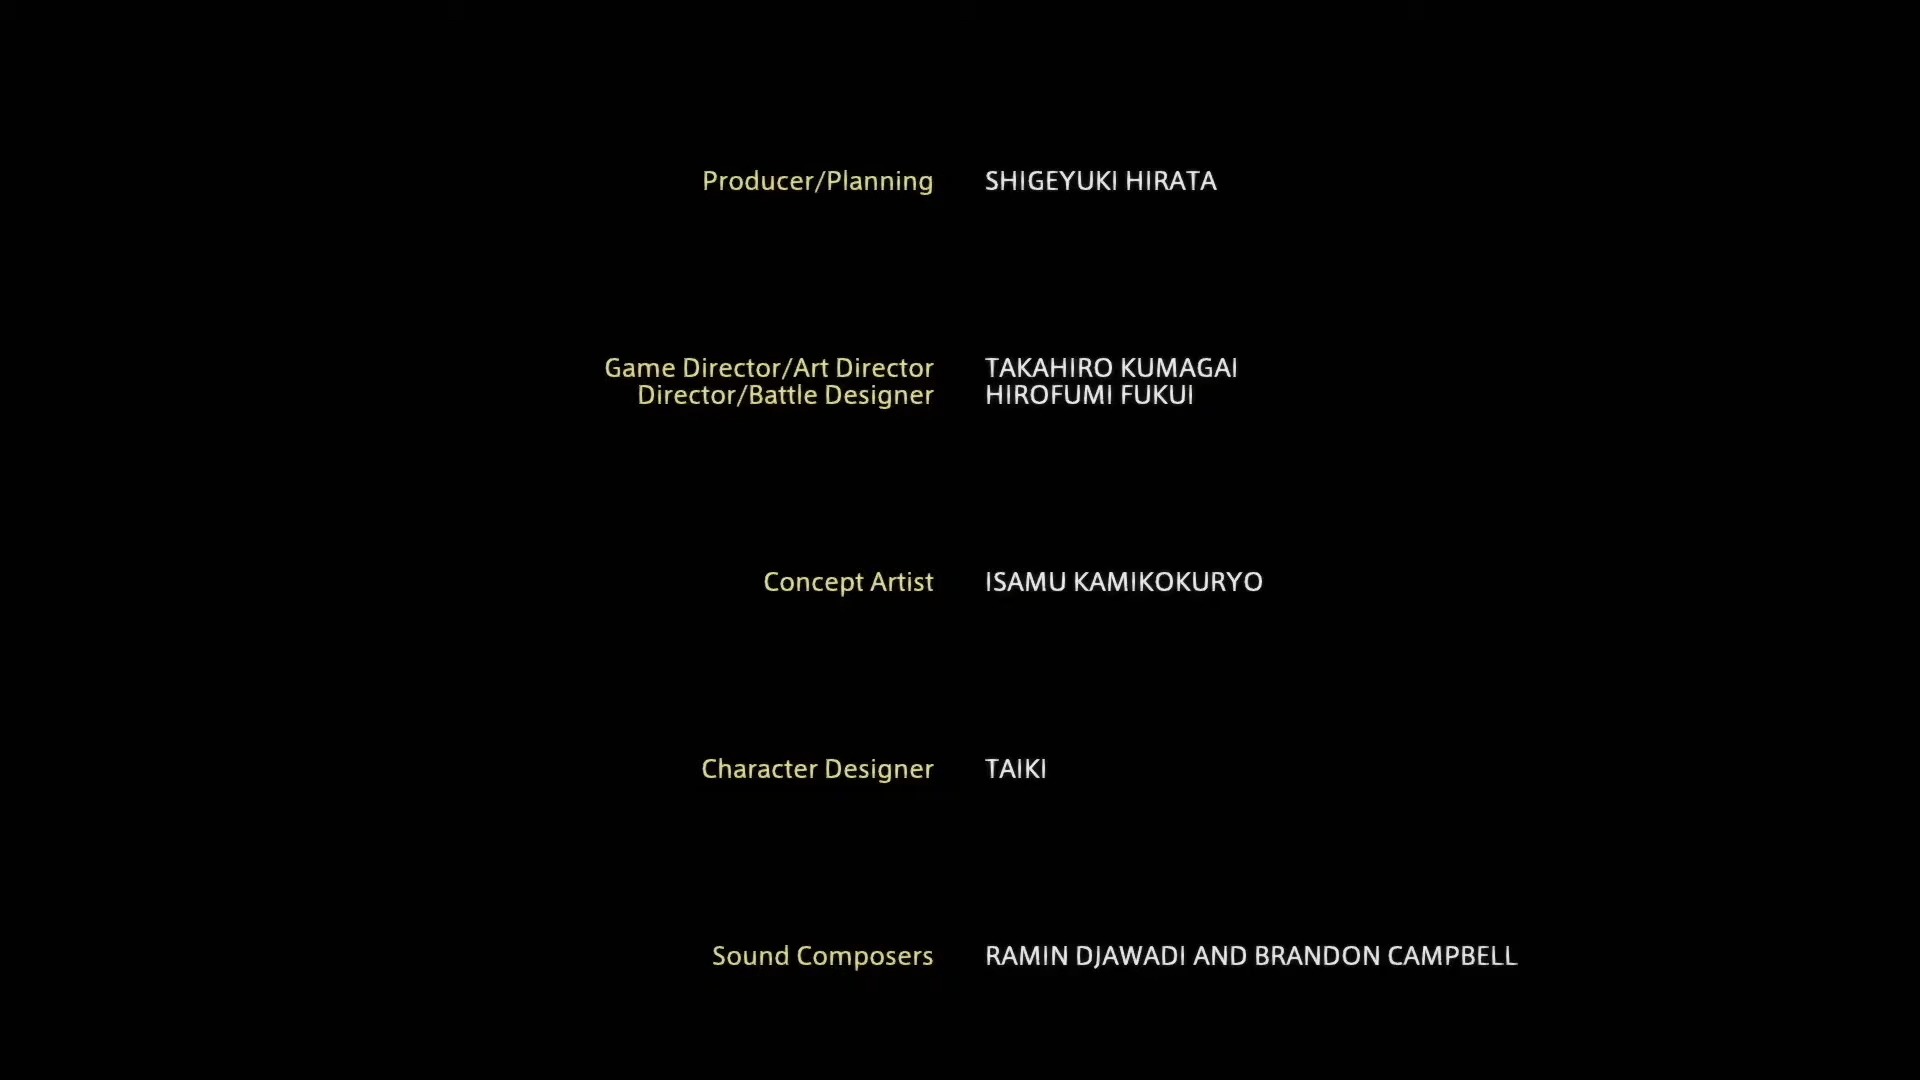 Producer/Planning SHIGEYUKI HIRATA
Game Director/Art Director TAKAHIRO KUMAGAI
Director/Battle Designer HIROFUMI FUKUI
Concept Artist ISAMU KAMIKOKURYO
Character Designer TAIKI
Sound Composers RAMIN DJAWADI AND BRANDON CAMPBELL